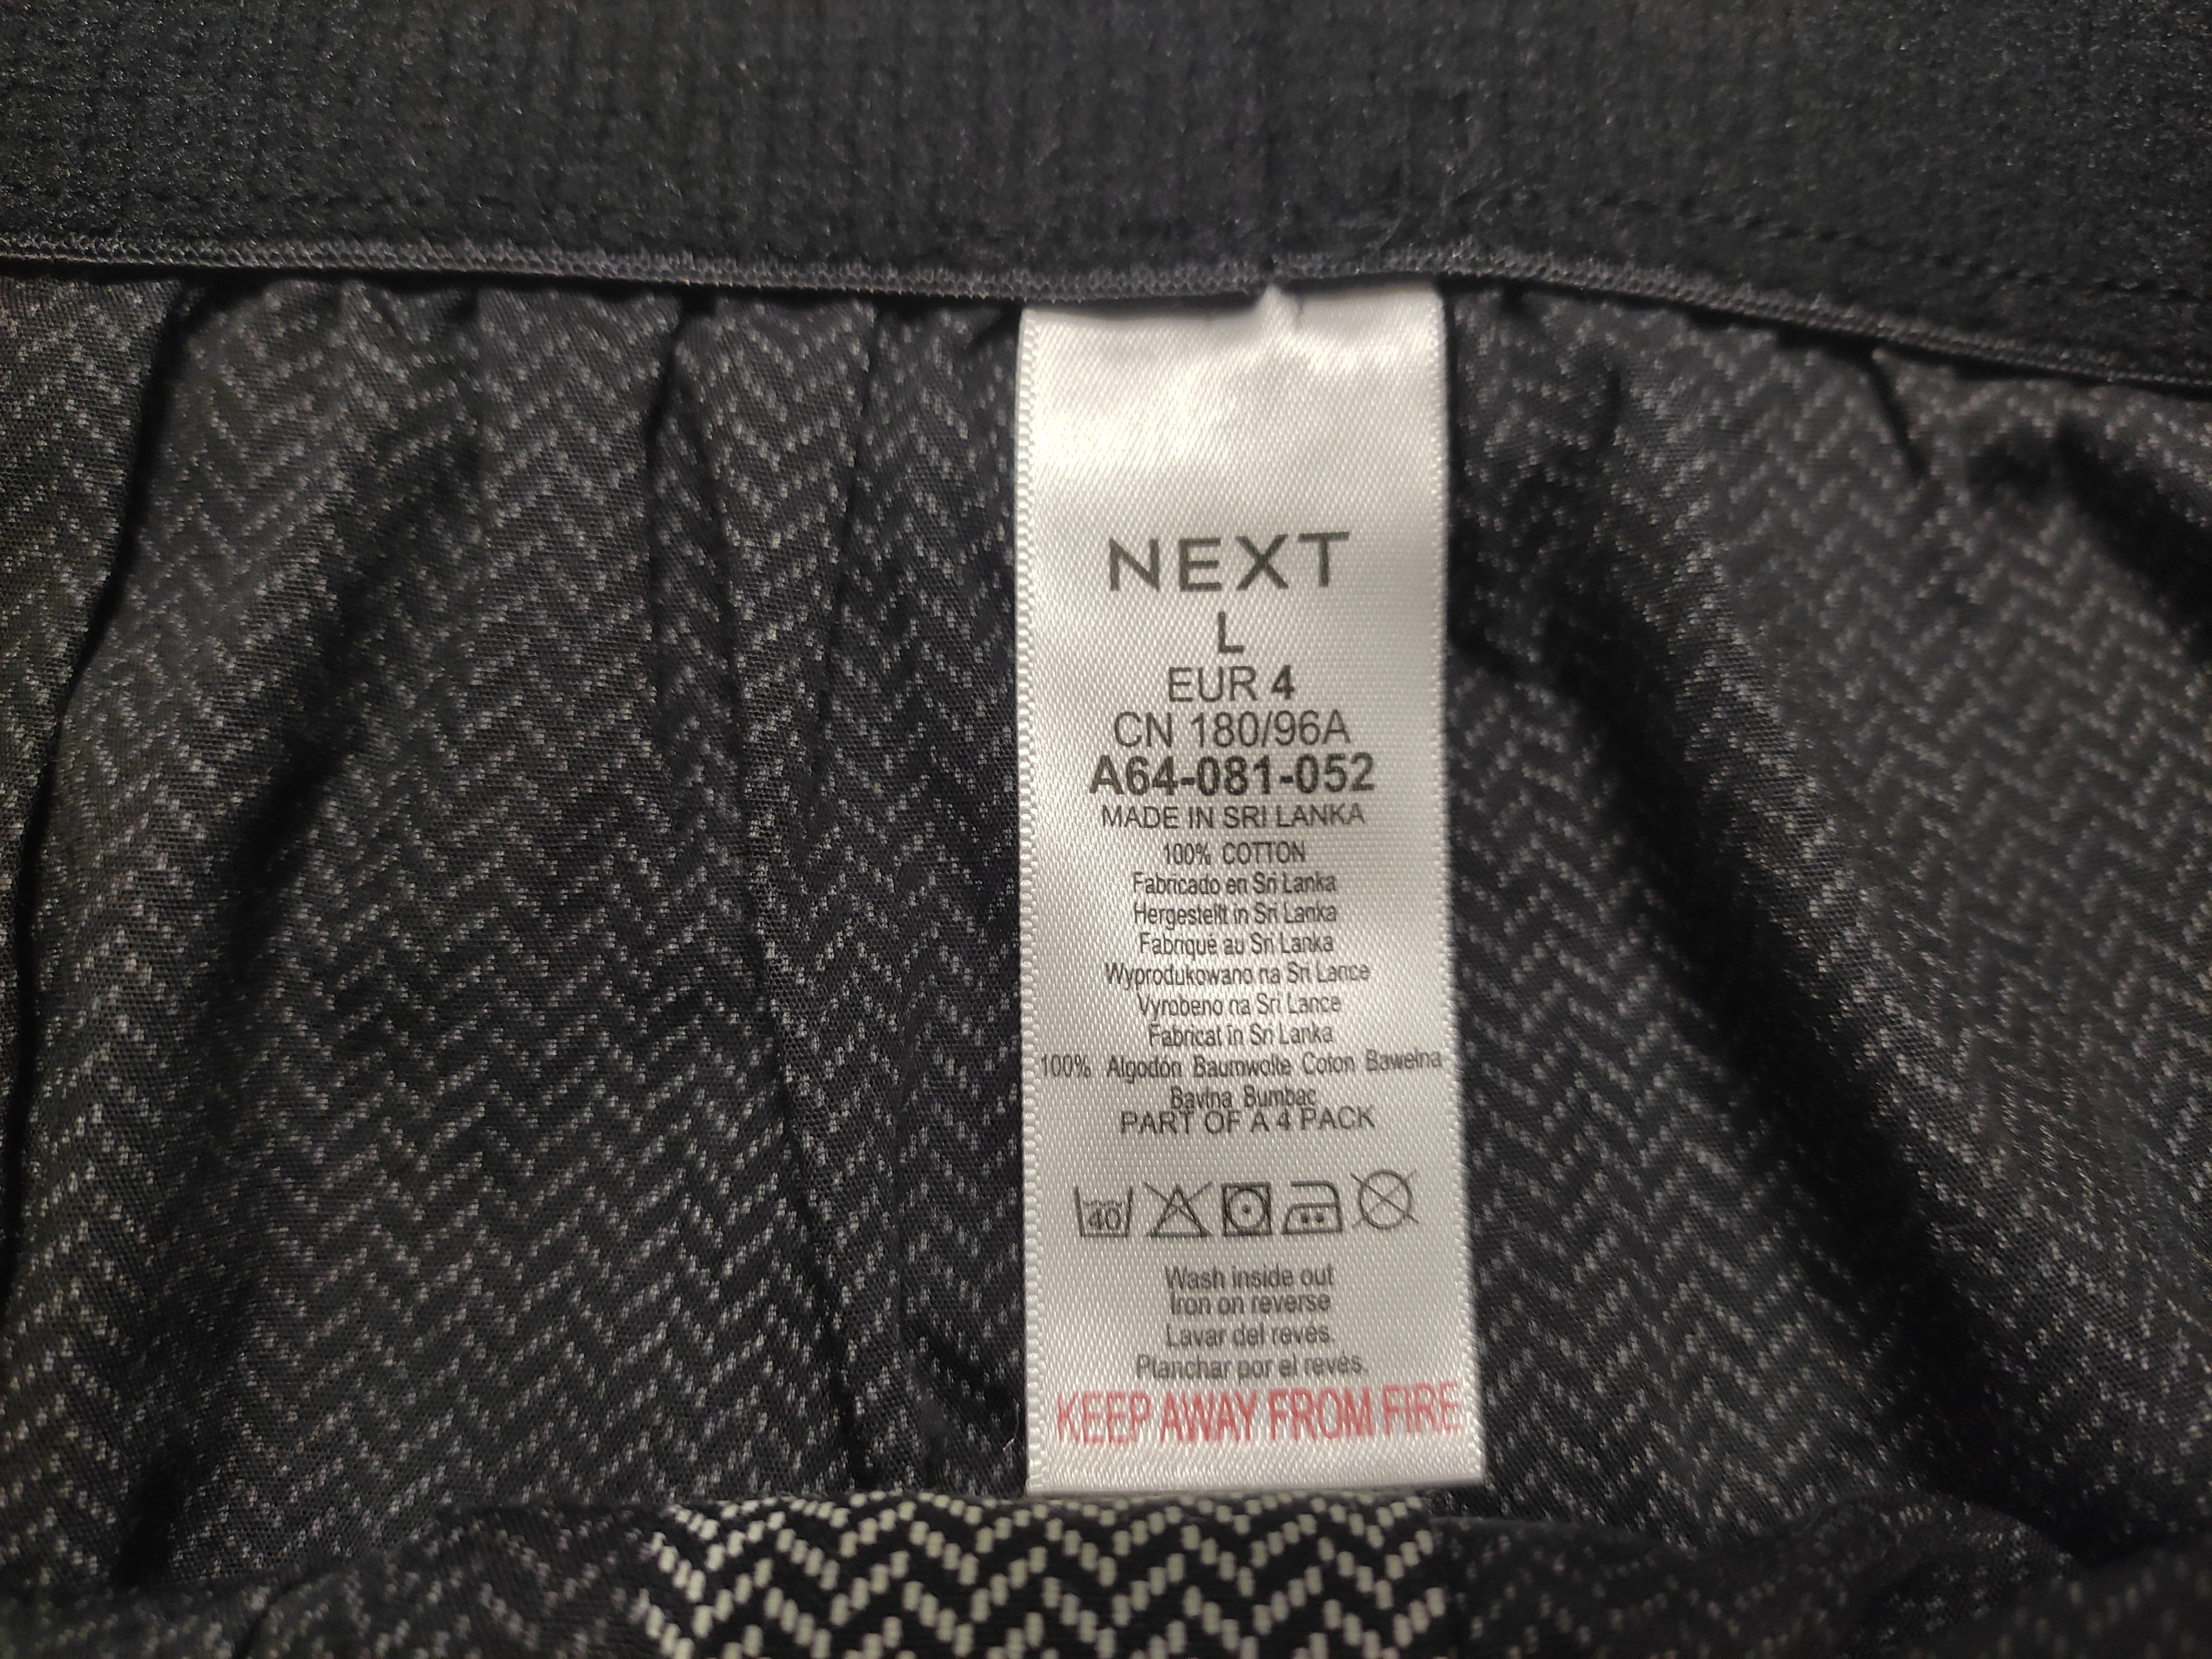 NEXT
L
EUR 4
CN 180/96A
A64-081-052
MADE IN SRI LANKA
100% COTTON
Fabricado en Sri Lanka
Hergestellt in Sri Lanka
Fabriqué au Sri Lanka
Wyprodukowano na Sri Lance
Vyrobeno na Sri Lance
Fabricat în Sri Lanka
100% Algodón Baumwolle Coton Bawełna
Bavlna Bumbac
PART OF A 4 PACK
40
Wash inside out
Iron on reverse
Lavar del revés.
Planchar por el revés.
KEEP AWAY FROM FIRE